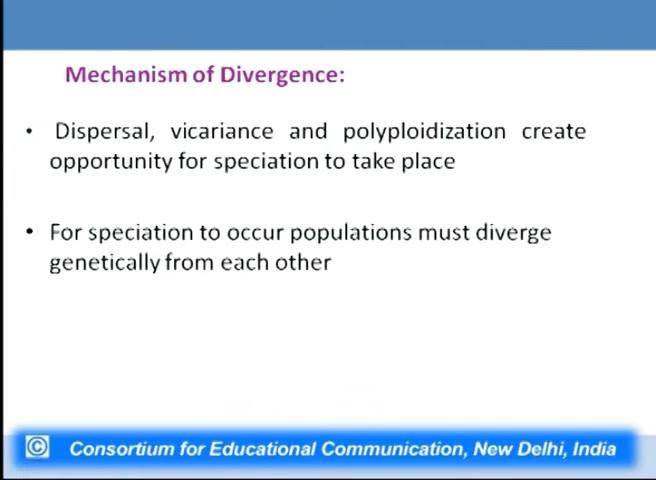 Mechanism of Divergence:
• Dispersal, vicariance and polyploidization create
opportunity for speciation to take place
• For speciation to occur populations must diverge
genetically from each other
© Consortium for Educational Communication, New Delhi, India